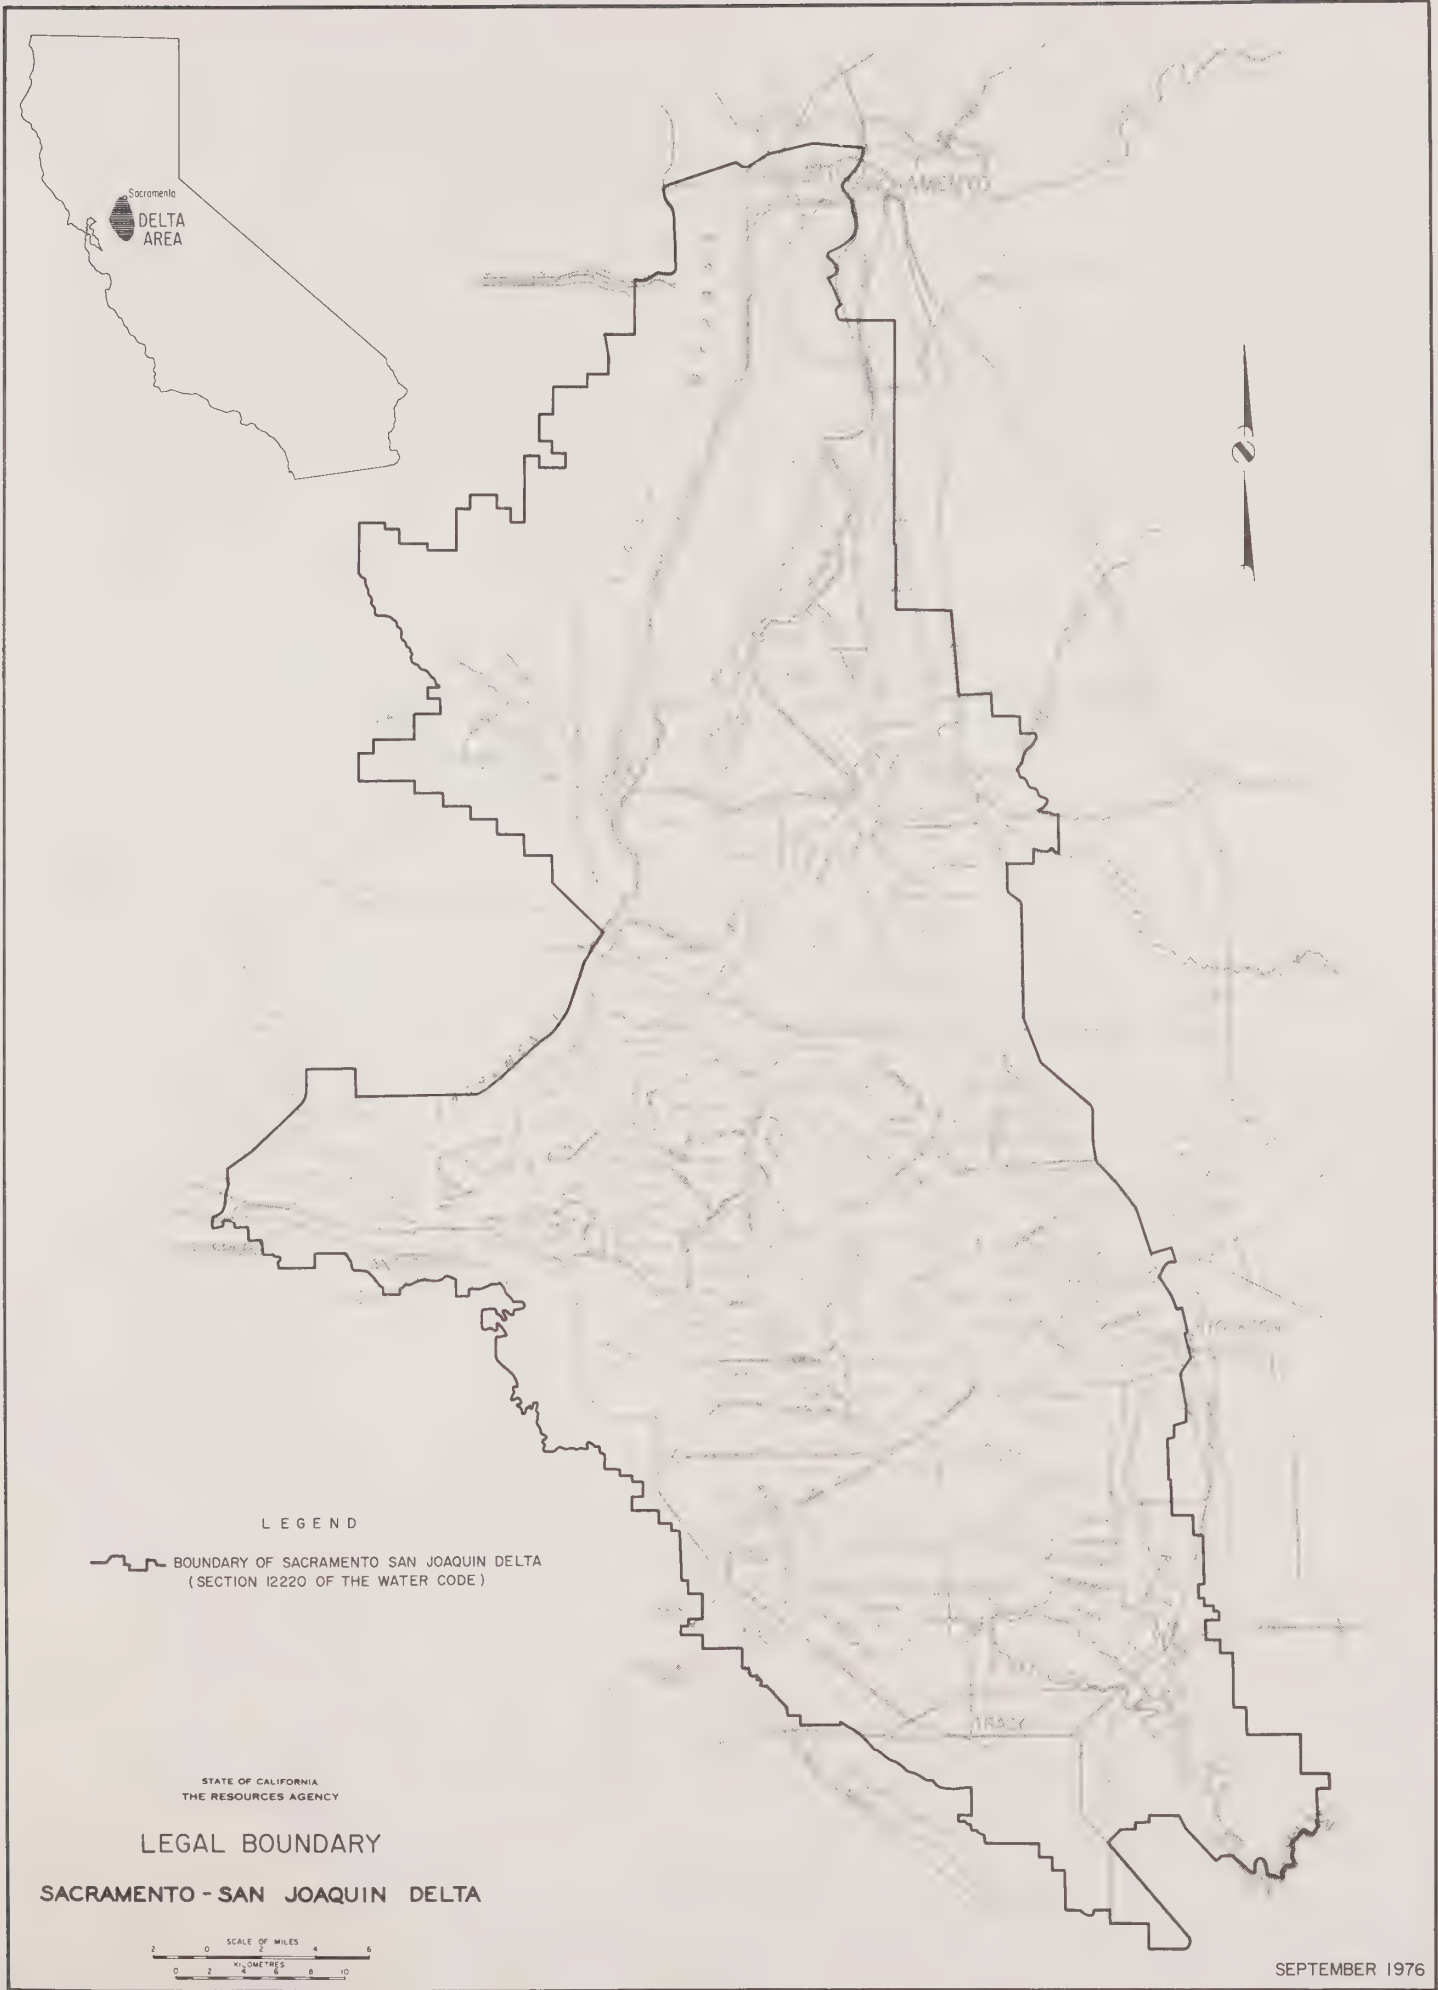 Sacramento
DELTA
AREA
LEGEND
BOUNDARY OF SACRAMENTO SAN JOAQUIN DELTA
(SECTION 12220 OF THE WATER CODE)
TRACY
STATE OF CALIFORNIA
THE RESOURCES AGENCY
LEGAL BOUNDARY
SACRAMENTO - SAN JOAQUIN DELTA
SCALE OF MILES
2 0 2 4 6
KILOMETRES
0 2 4 6 8 10
SEPTEMBER 1976